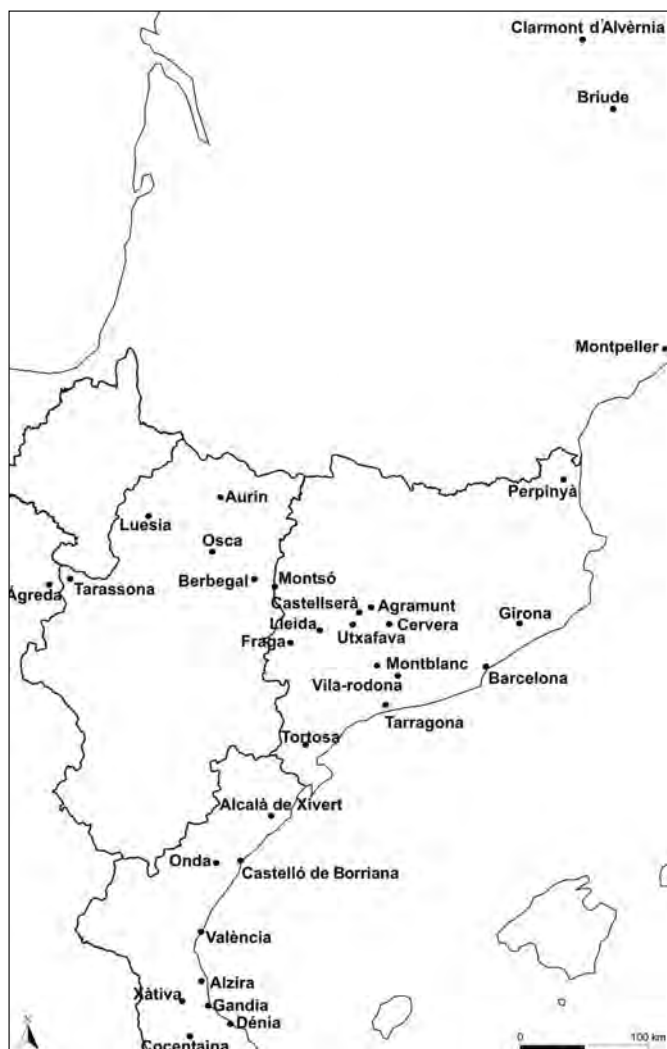 Clarmont d'Alvèrnia
Briude
Montpeller
Perpinyà
Aurin
Luesia
Osca
Berbegal
Montsó
Àgreda
Tarassona
Castellserà
Agramunt
Girona
Lleida
Utxafava
Cervera
Fraga
Montblanc
Barcelona
Vila-rodona
Tarragona
Tortosa
Alcalà de Xivert
Onda
Castelló de Borriana
València
Alzira
Xàtiva
Gandia
Dénia
Cocentaina
0 100 km